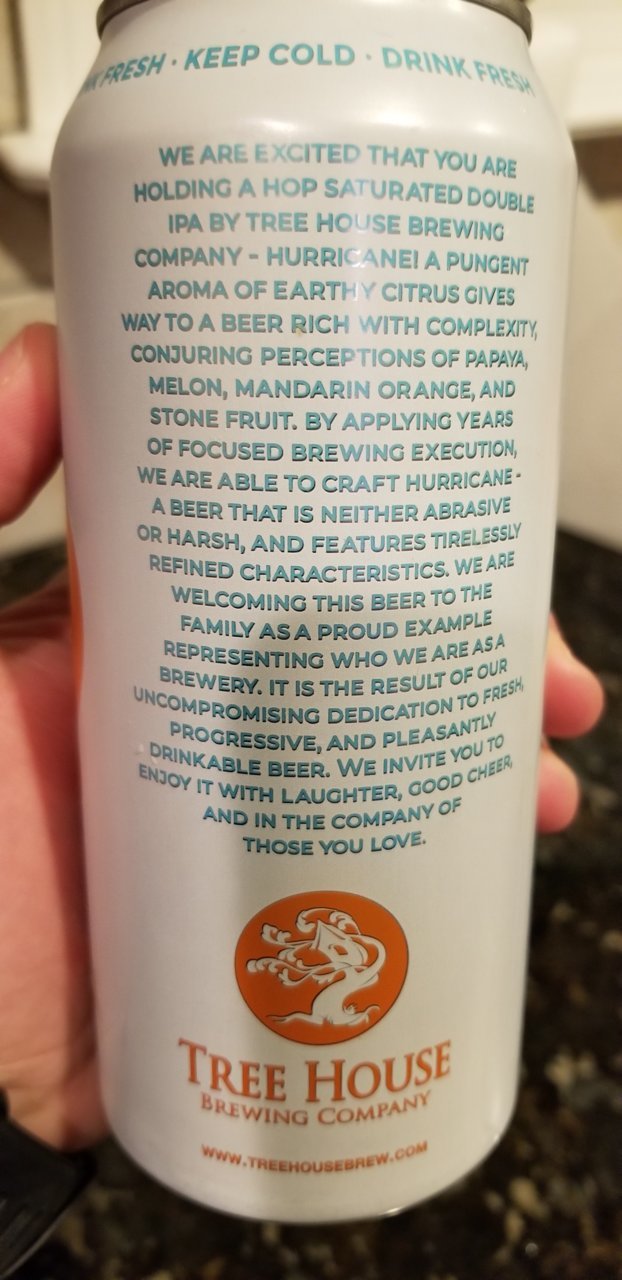 FRESH · KEEP COLD · DRINK FRESH
WE ARE EXCITED THAT YOU ARE
HOLDING A HOP SATURATED DOUBLE
IPA BY TREE HOUSE BREWING
COMPANY - HURRICANE! A PUNGENT
AROMA OF EARTHY CITRUS GIVES
WAY TO A BEER RICH WITH COMPLEXITY,
CONJURING PERCEPTIONS OF PAPAYA,
MELON, MANDARIN ORANGE, AND
STONE FRUIT. BY APPLYING YEARS
OF FOCUSED BREWING EXECUTION,
WE ARE ABLE TO CRAFT HURRICANE -
A BEER THAT IS NEITHER ABRASIVE
OR HARSH, AND FEATURES TIRELESSLY
REFINED CHARACTERISTICS. WE ARE
WELCOMING THIS BEER TO THE
FAMILY AS A PROUD EXAMPLE
REPRESENTING WHO WE ARE AS A
BREWERY. IT IS THE RESULT OF OUR
UNCOMPROMISING DEDICATION TO FRESH,
PROGRESSIVE, AND PLEASANTLY
DRINKABLE BEER. WE INVITE YOU TO
ENJOY IT WITH LAUGHTER, GOOD CHEER,
AND IN THE COMPANY OF
THOSE YOU LOVE.
TREE HOUSE
BREWING COMPANY
WWW.TREEHOUSEBREW.COM